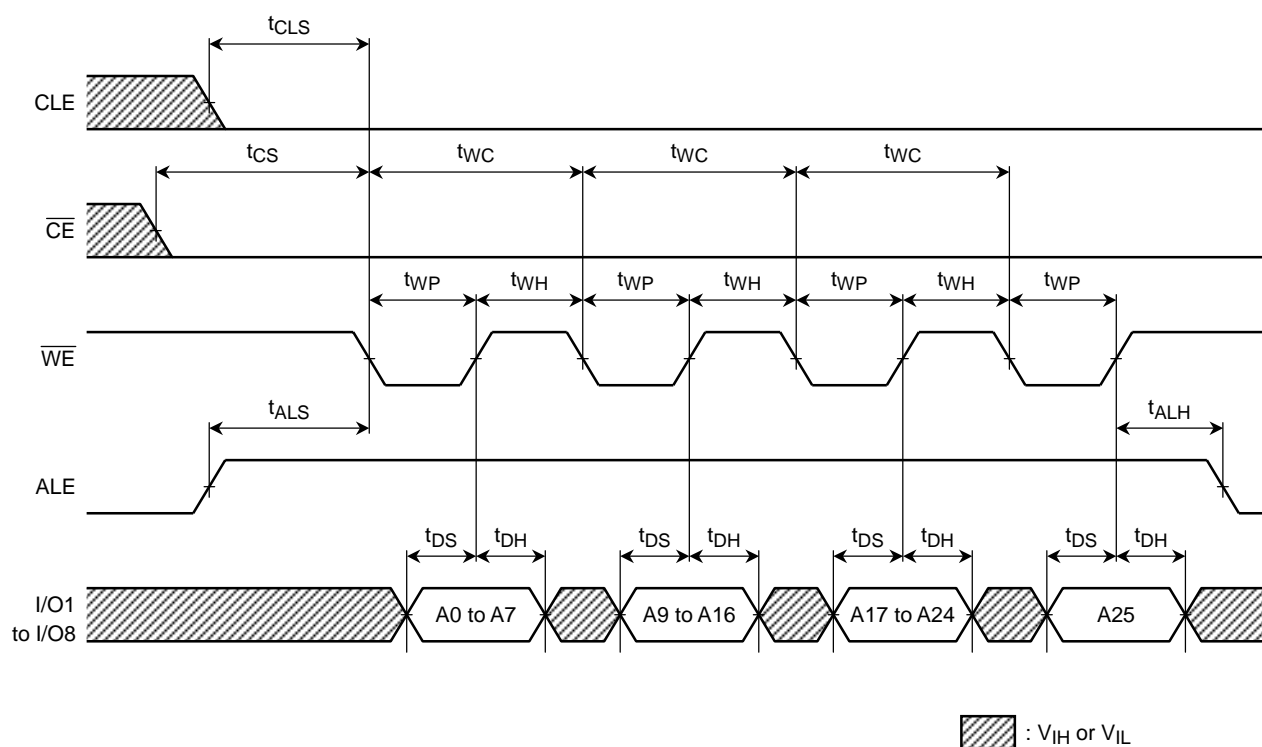 tCLS
CLE
tCS tWC tWC tWC
CE
tWP tWH tWP tWH tWP tWH tWP
WE
tALS tALH
ALE
tDS tDH tDS tDH tDS tDH tDS tDH
I/O1
to I/O8
A0 to A7 A9 to A16 A17 to A24 A25
: VIH or VIL